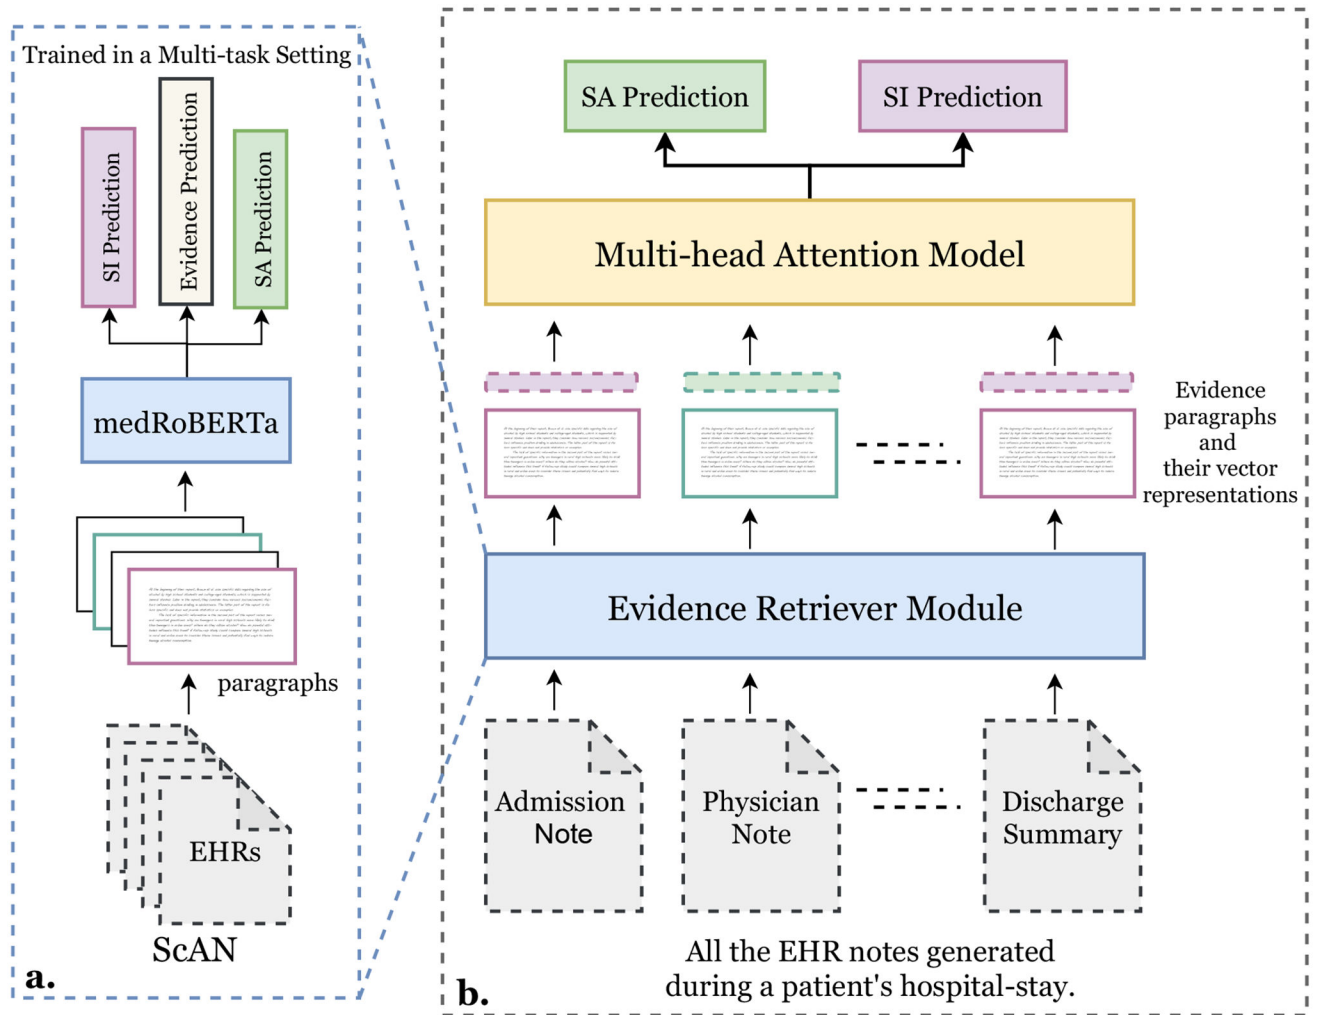 Trained in a Multi-task Setting
SI Prediction
Evidence Prediction
SA Prediction
medRoBERTa
paragraphs
EHRs
ScAN
a.
SA Prediction
SI Prediction
Multi-head Attention Model
Evidence
paragraphs
and
their vector
representations
Evidence Retriever Module
Admission
Note
Physician
Note
Discharge
Summary
All the EHR notes generated
during a patient's hospital-stay.
b.